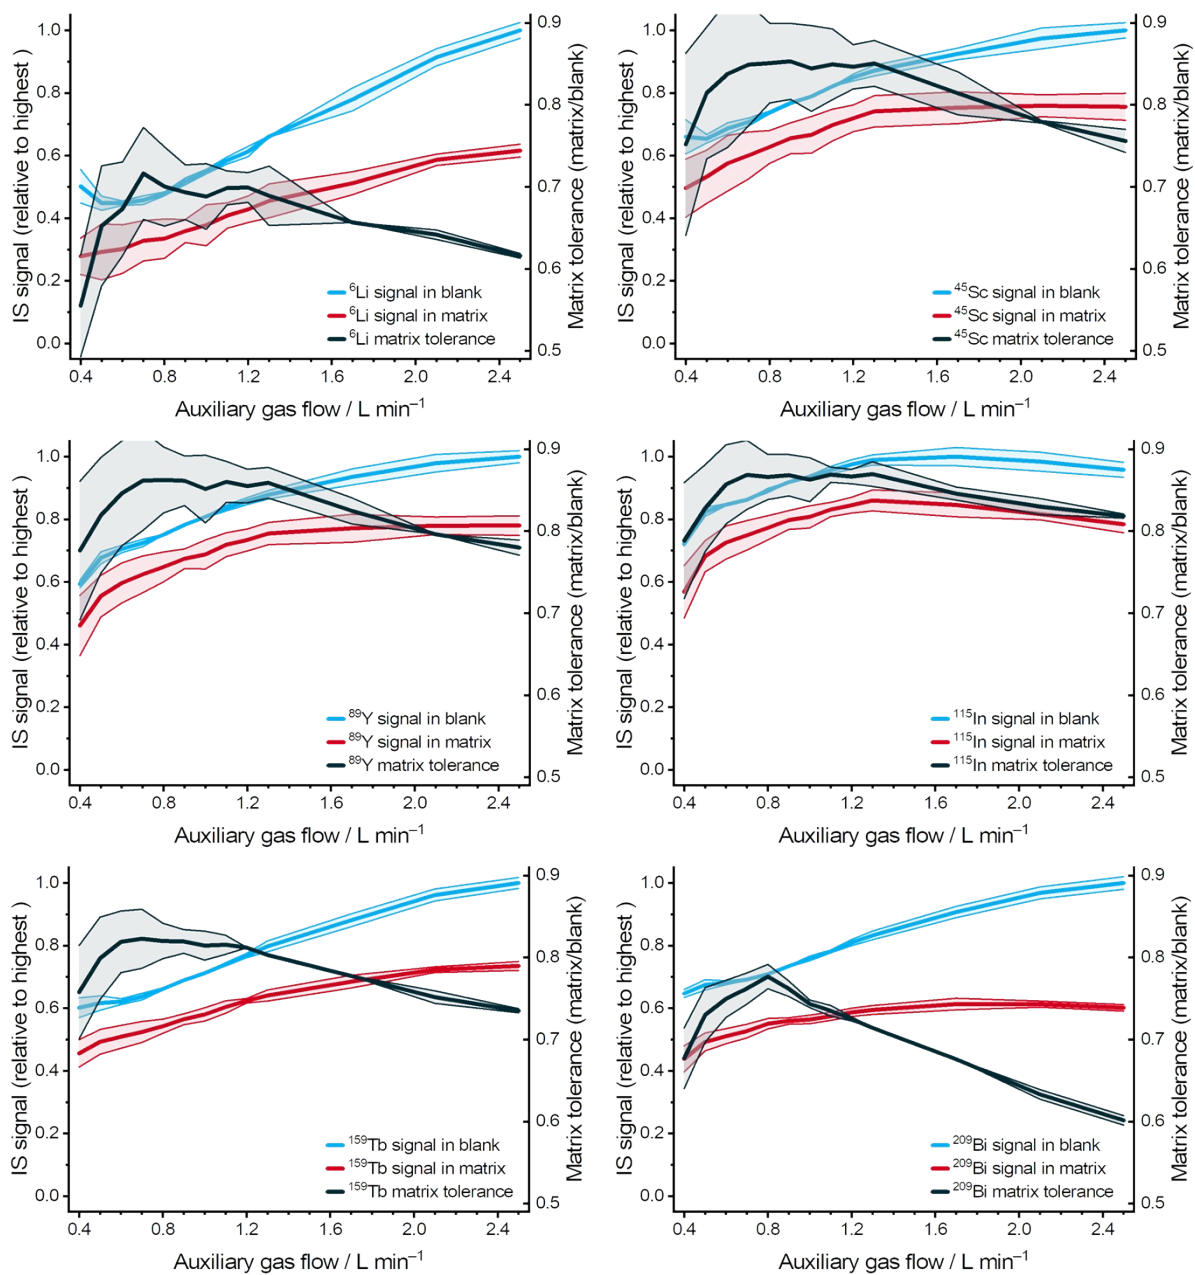 IS signal (relative to highest )
1.0
0.8
0.6
0.4
0.2
0.0
0.9
0.8
0.7
0.6
0.5
Matrix tolerance (matrix/blank)
⁶Li signal in blank
⁶Li signal in matrix
⁶Li matrix tolerance
0.4 0.8 1.2 1.6 2.0 2.4
Auxiliary gas flow / L min⁻¹
IS signal (relative to highest )
1.0
0.8
0.6
0.4
0.2
0.0
0.9
0.8
0.7
0.6
0.5
Matrix tolerance (matrix/blank)
⁴⁵Sc signal in blank
⁴⁵Sc signal in matrix
⁴⁵Sc matrix tolerance
0.4 0.8 1.2 1.6 2.0 2.4
Auxiliary gas flow / L min⁻¹
IS signal (relative to highest )
1.0
0.8
0.6
0.4
0.2
0.0
0.9
0.8
0.7
0.6
0.5
Matrix tolerance (matrix/blank)
⁸⁹Y signal in blank
⁸⁹Y signal in matrix
⁸⁹Y matrix tolerance
0.4 0.8 1.2 1.6 2.0 2.4
Auxiliary gas flow / L min⁻¹
IS signal (relative to highest )
1.0
0.8
0.6
0.4
0.2
0.0
0.9
0.8
0.7
0.6
0.5
Matrix tolerance (matrix/blank)
¹¹⁵In signal in blank
¹¹⁵In signal in matrix
¹¹⁵In matrix tolerance
0.4 0.8 1.2 1.6 2.0 2.4
Auxiliary gas flow / L min⁻¹
IS signal (relative to highest )
1.0
0.8
0.6
0.4
0.2
0.0
0.9
0.8
0.7
0.6
0.5
Matrix tolerance (matrix/blank)
¹⁵⁹Tb signal in blank
¹⁵⁹Tb signal in matrix
¹⁵⁹Tb matrix tolerance
0.4 0.8 1.2 1.6 2.0 2.4
Auxiliary gas flow / L min⁻¹
IS signal (relative to highest )
1.0
0.8
0.6
0.4
0.2
0.0
0.9
0.8
0.7
0.6
0.5
Matrix tolerance (matrix/blank)
²⁰⁹Bi signal in blank
²⁰⁹Bi signal in matrix
²⁰⁹Bi matrix tolerance
0.4 0.8 1.2 1.6 2.0 2.4
Auxiliary gas flow / L min⁻¹